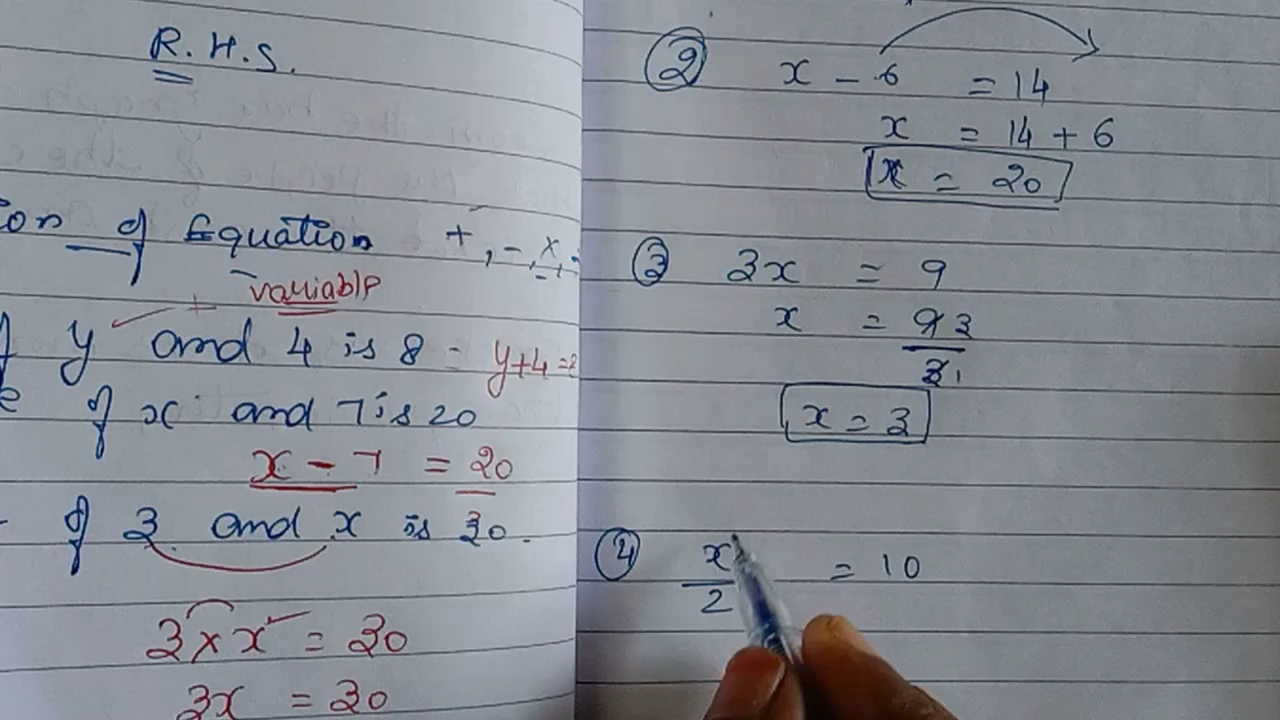 R.H.S.
of Equation +, -, ×,
variable
y and 4 is 8 = y+4=8
of x and 7 is 20
x - 7 = 20
of 3 and x is 30.
3 × x = 30
3x = 30
② x - 6 = 14
x = 14 + 6
x = 20
③ 3x = 9
x = 9 3
3 1
x = 3
④ x = 10
2